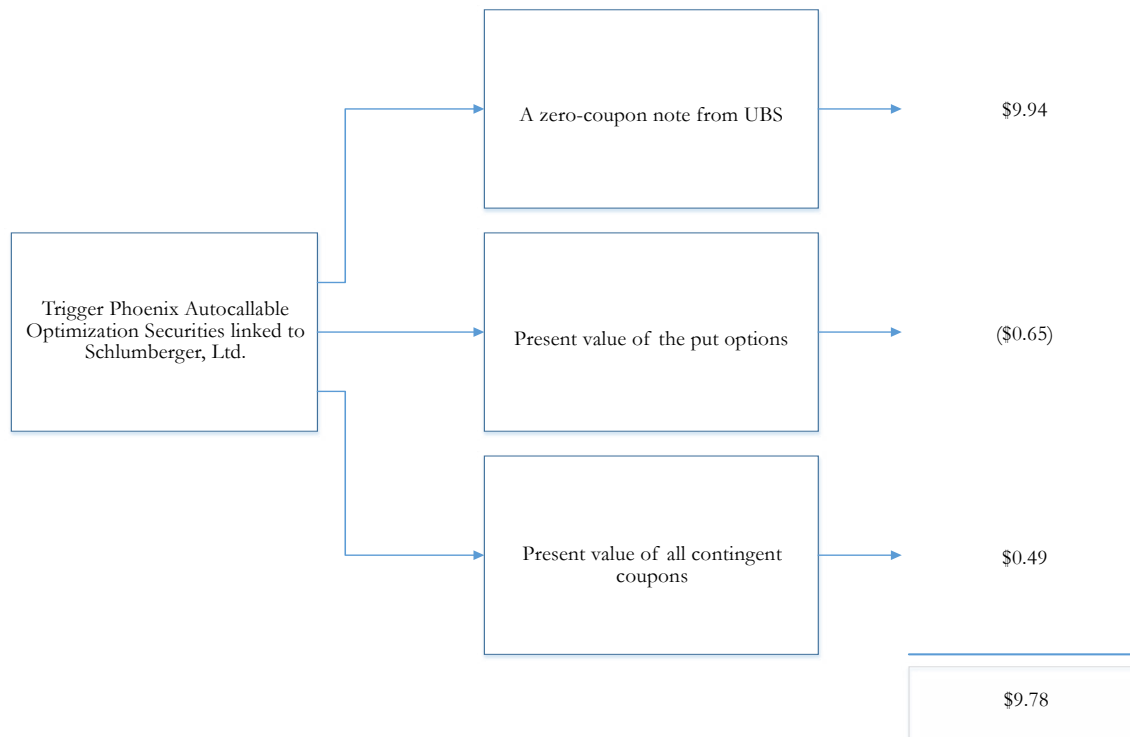 A zero-coupon note from UBS
$9.94
Trigger Phoenix Autocallable
Optimization Securities linked to
Schlumberger, Ltd.
Present value of the put options
($0.65)
Present value of all contingent
coupons
$0.49
$9.78